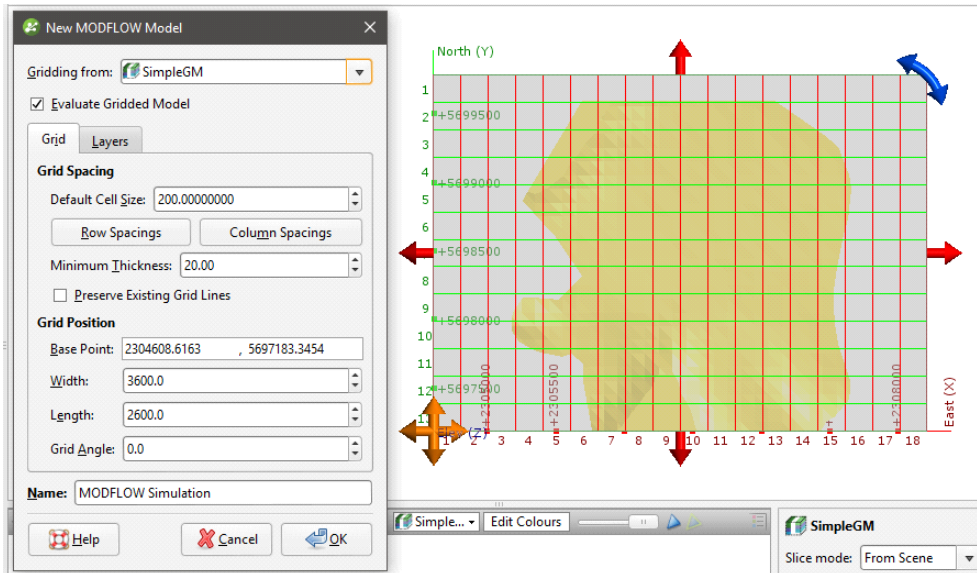 New MODFLOW Model
Gridding from: SimpleGM
Evaluate Gridded Model
Grid Layers
Grid Spacing
Default Cell Size: 200.00000000
Row Spacings Column Spacings
Minimum Thickness: 20.00
Preserve Existing Grid Lines
Grid Position
Base Point: 2304608.6163 , 5697183.3454
Width: 3600.0
Length: 2600.0
Grid Angle: 0.0
Name: MODFLOW Simulation
Help Cancel OK
North (Y)
1
2 +5699500
3
4 +5699000
5
6
7 +5698500
8
9
10 +5698000
11
12 +5697500
(Z)
1 2 3 4 5 6 7 8 9 10 11 12 13 14 15 16 17 18
+2305000
+2305500
+
+2308000
East (X)
Simple... Edit Colours
SimpleGM
Slice mode: From Scene